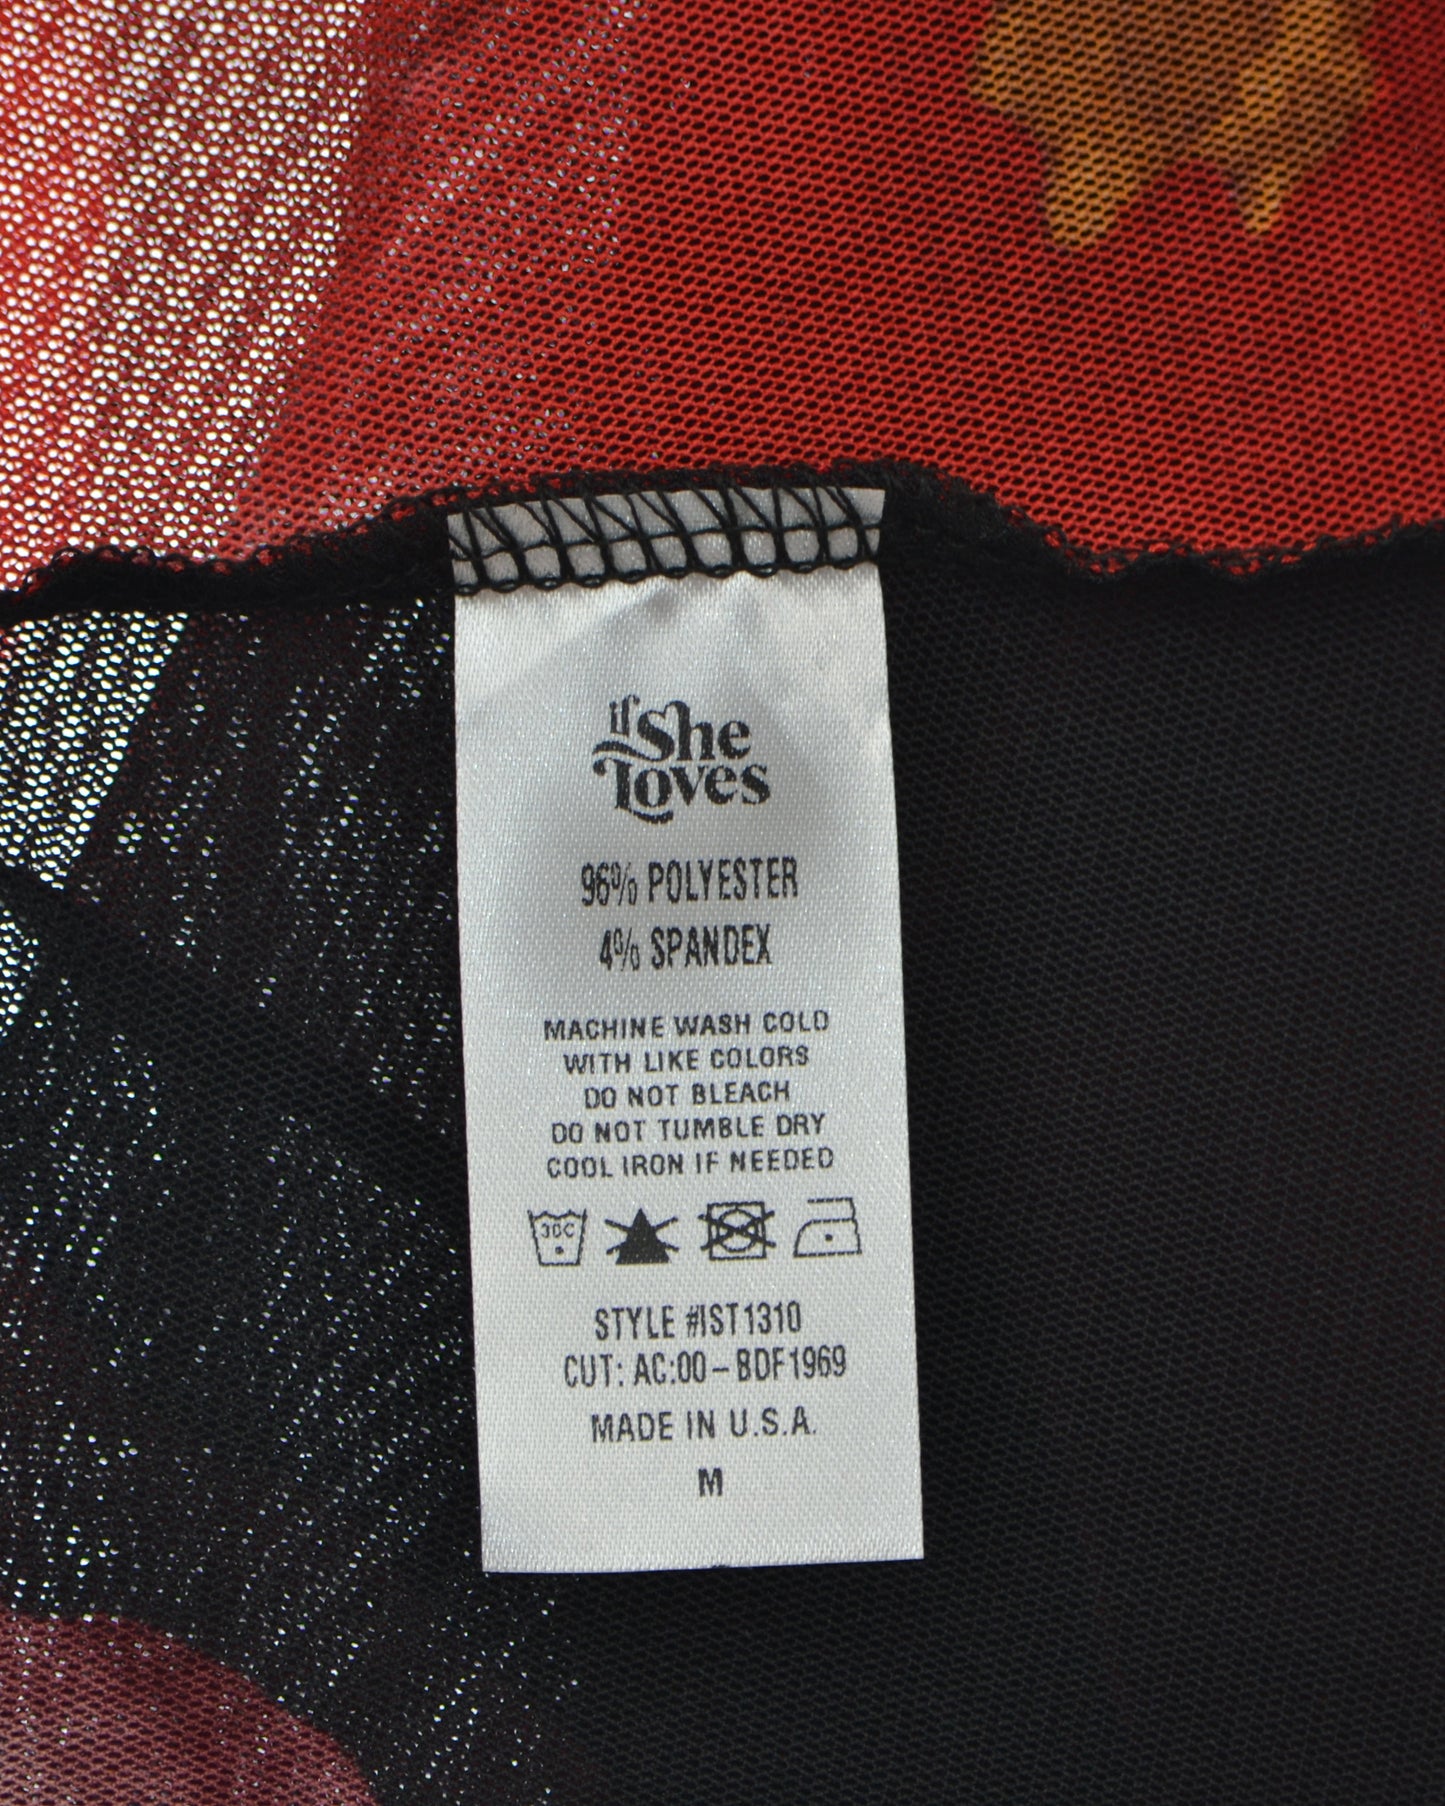 if She
Loves
96% POLYESTER
4% SPANDEX
MACHINE WASH COLD
WITH LIKE COLORS
DO NOT BLEACH
DO NOT TUMBLE DRY
COOL IRON IF NEEDED
30C
STYLE #IST1310
CUT: AC:00-BDF1969
MADE IN U.S.A.
M